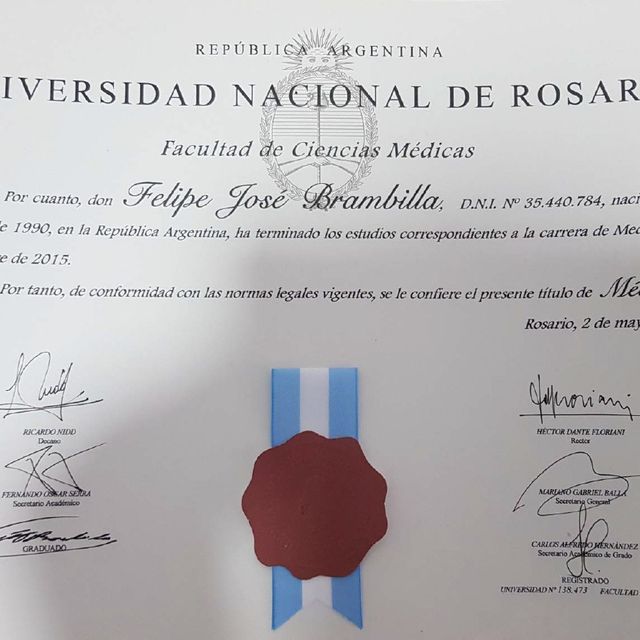 REPÚBLICA ARGENTINA
IVERSIDAD NACIONAL DE ROSAR
Facultad de Ciencias Médicas
Por cuanto, don Felipe José Brambilla, D.N.I. Nº 35.440.784, naci
de 1990, en la República Argentina, ha terminado los estudios correspondientes a la carrera de Med
re de 2015.
Por tanto, de conformidad con las normas legales vigentes, se le confiere el presente título de Mé
Rosario, 2 de may
RICARDO NIDD
Decano
HÉCTOR DANTE FLORIANI
Rector
FERNANDO OSCAR SERRA
Secretario Académico
MARIANO GABRIEL BALLA
Secretario General
GRADUADO
CARLOS ALFREDO HERNÁNDEZ
Secretario Académico de Grado
REGISTRADO
UNIVERSIDAD Nº 138.473 FACULTAD